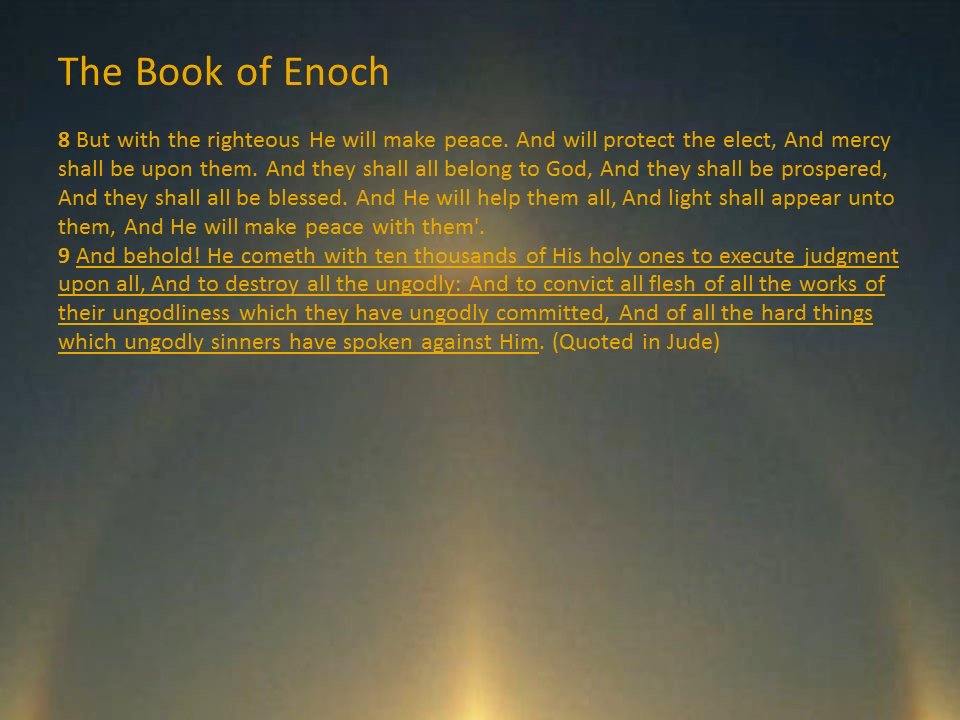 The Book of Enoch
8 But with the righteous He will make peace. And will protect the elect, And mercy
shall be upon them. And they shall all belong to God, And they shall be prospered,
And they shall all be blessed. And He will help them all, And light shall appear unto
them, And He will make peace with them'.
9 And behold! He cometh with ten thousands of His holy ones to execute judgment
upon all, And to destroy all the ungodly: And to convict all flesh of all the works of
their ungodliness which they have ungodly committed, And of all the hard things
which ungodly sinners have spoken against Him. (Quoted in Jude)